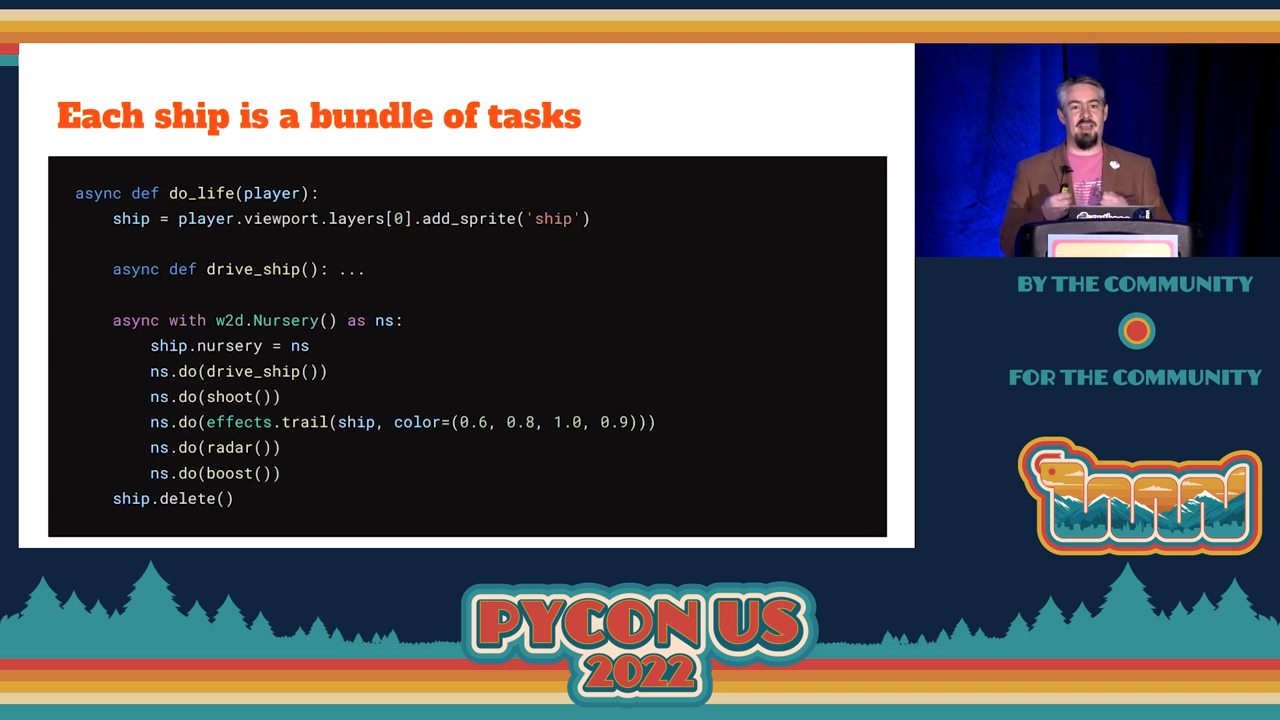 Each ship is a bundle of tasks
async def do_life(player):
    ship = player.viewport.layers[0].add_sprite('ship')
    async def drive_ship(): ...
    async with w2d.Nursery() as ns:
        ship.nursery = ns
        ns.do(drive_ship())
        ns.do(shoot())
        ns.do(effects.trail(ship, color=(0.6, 0.8, 1.0, 0.9)))
        ns.do(radar())
        ns.do(boost())
    ship.delete()
BY THE COMMUNITY
FOR THE COMMUNITY
PYCON US
2022